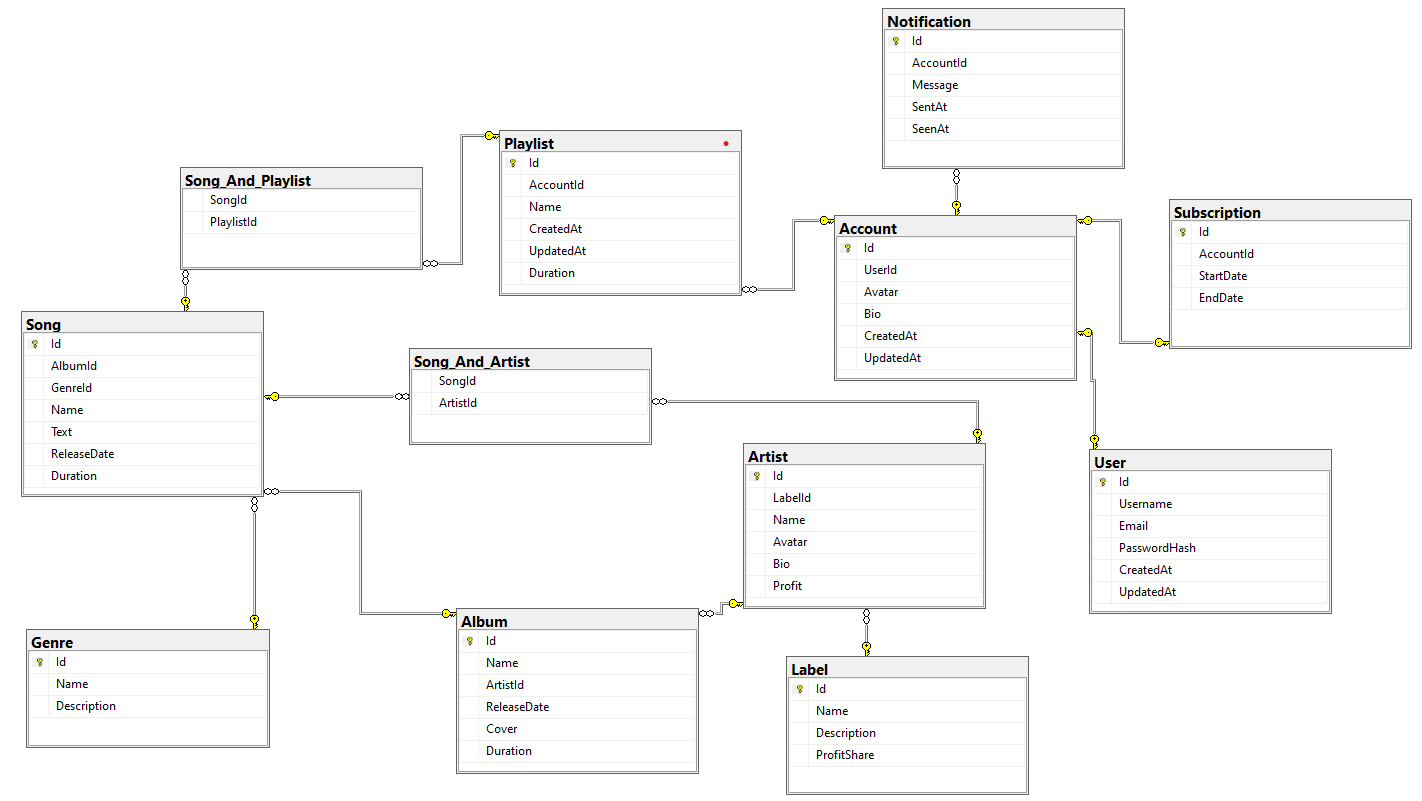 Notification
Id
AccountId
Message
SentAt
SeenAt
Playlist
Id
AccountId
Name
CreatedAt
UpdatedAt
Duration
Song_And_Playlist
SongId
PlaylistId
Account
Id
UserId
Avatar
Bio
CreatedAt
UpdatedAt
Subscription
Id
AccountId
StartDate
EndDate
Song
Id
AlbumId
GenreId
Name
Text
ReleaseDate
Duration
Song_And_Artist
SongId
ArtistId
Artist
Id
LabelId
Name
Avatar
Bio
Profit
User
Id
Username
Email
PasswordHash
CreatedAt
UpdatedAt
Genre
Id
Name
Description
Album
Id
Name
ArtistId
ReleaseDate
Cover
Duration
Label
Id
Name
Description
ProfitShare